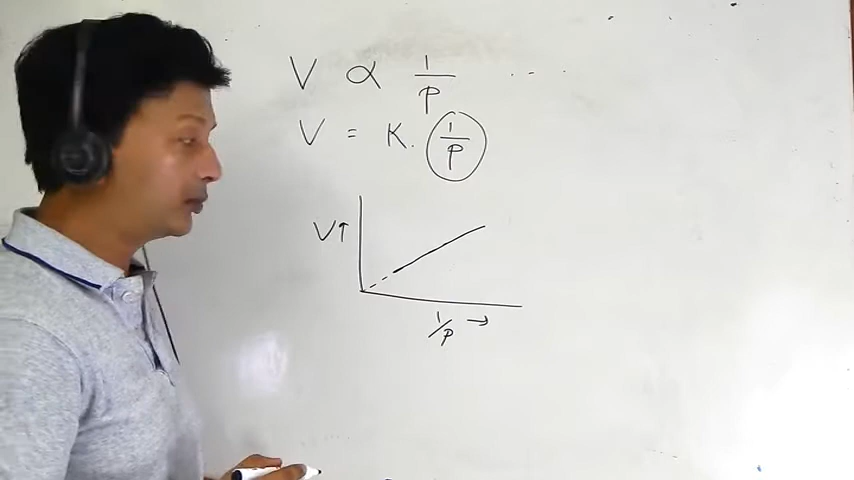 V ∝ 1/P ...
V = K. 1/P
V↑
1/P →